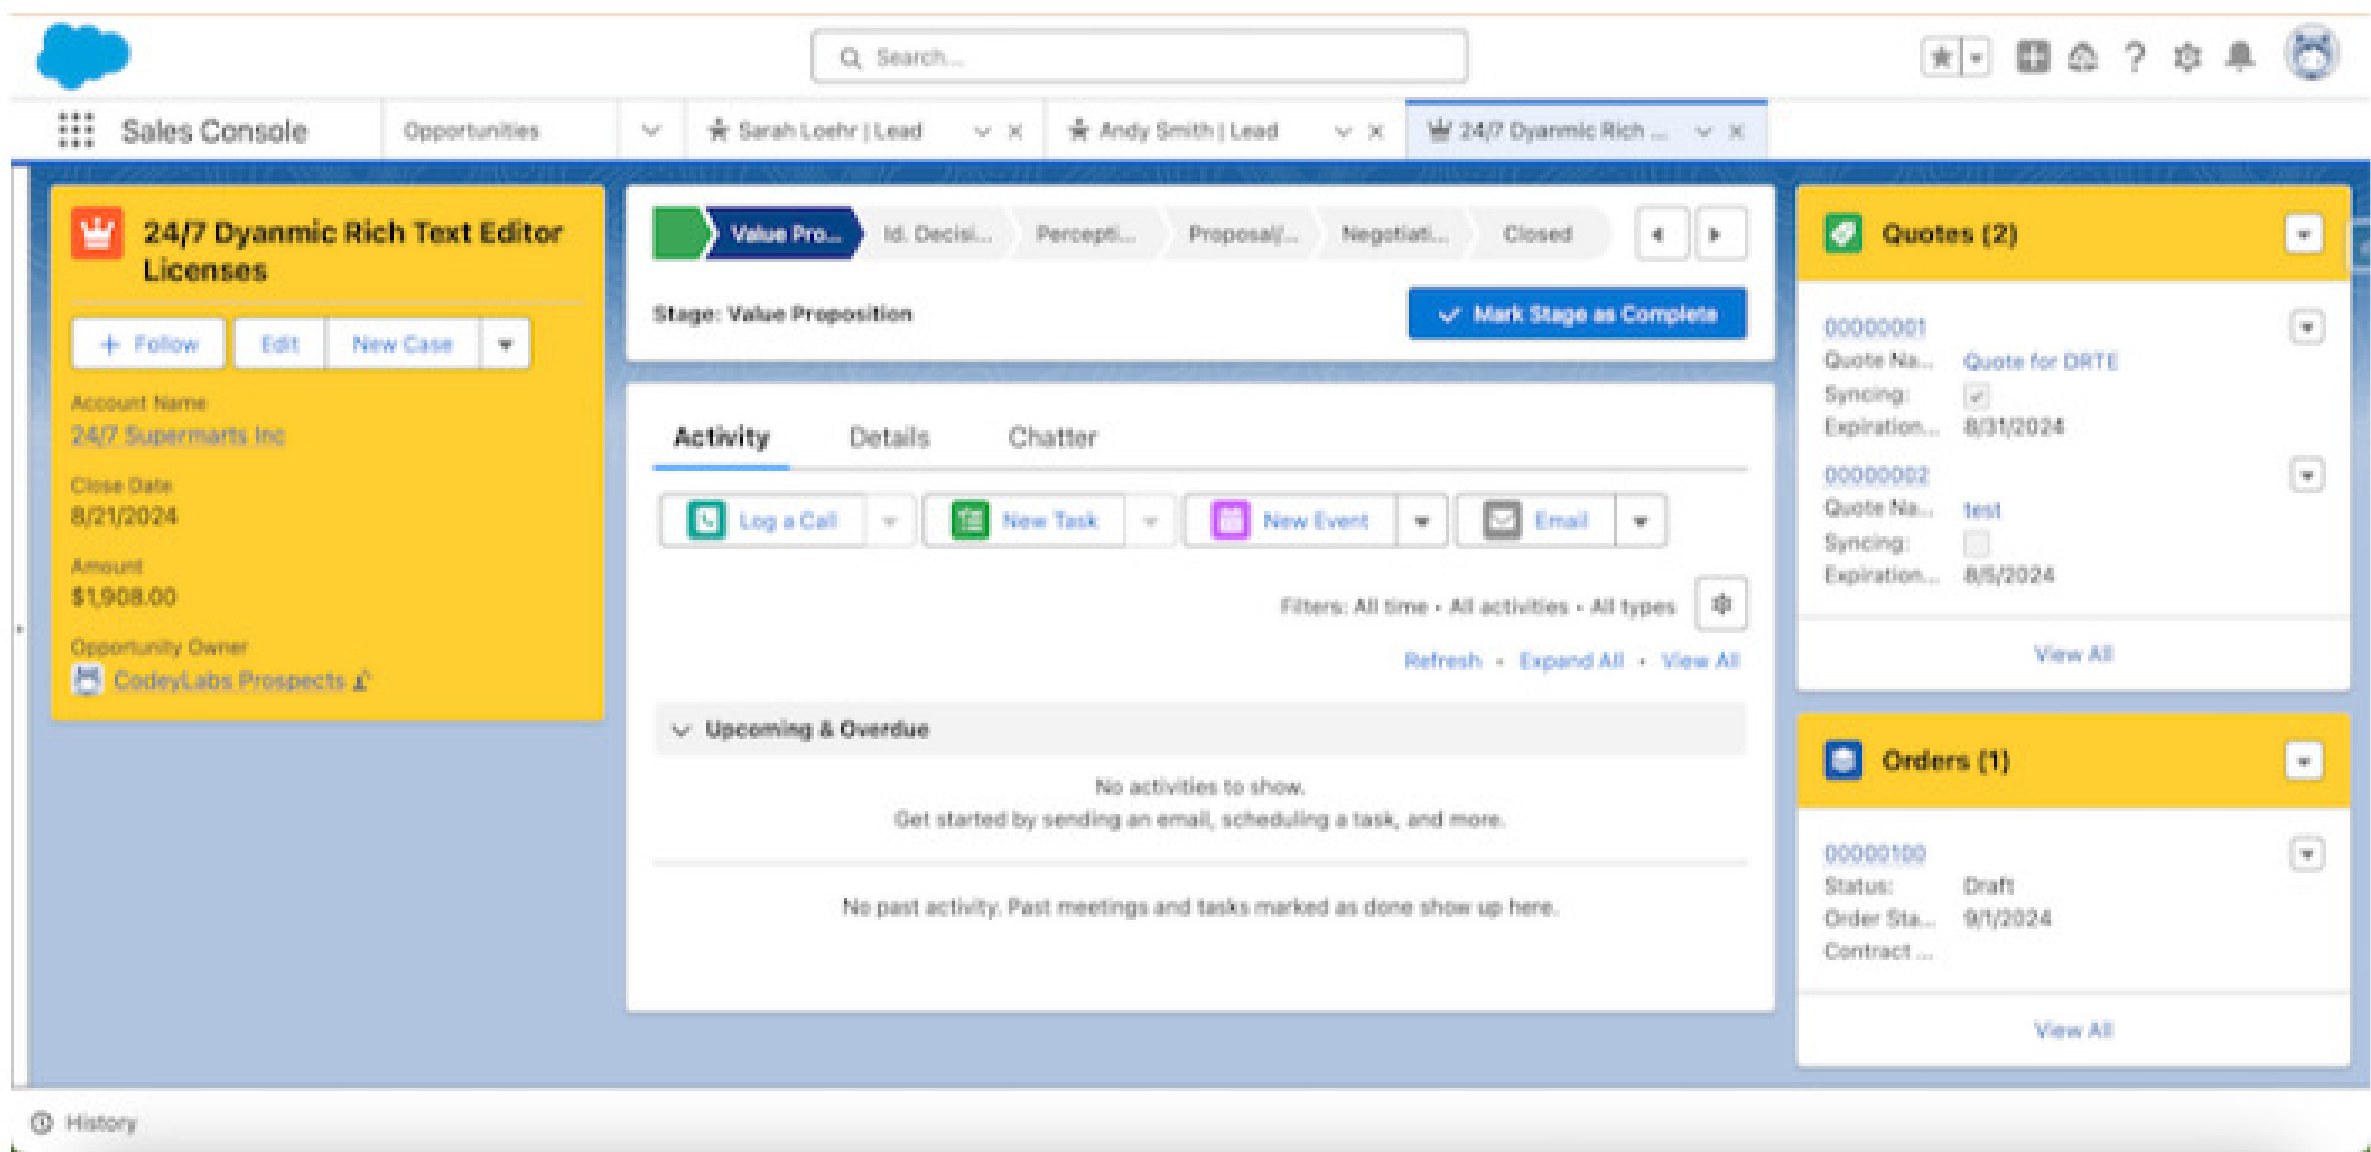 Search...
Sales Console
Opportunities
Sarah Loehr | Lead
Andy Smith | Lead
24/7 Dyanmic Rich ...
24/7 Dyanmic Rich Text Editor
Licenses
+ Follow
Edit
New Case
Account Name
24/7 Supermarts Inc
Close Date
8/21/2024
Amount
$1,908.00
Opportunity Owner
CodeyLabs Prospects
Value Pro...
Id. Decisi...
Percepti...
Proposal/...
Negotiati...
Closed
Stage: Value Proposition
Mark Stage as Complete
Activity
Details
Chatter
Log a Call
New Task
New Event
Email
Filters: All time • All activities • All types
Refresh • Expand All • View All
Upcoming & Overdue
No activities to show.
Get started by sending an email, scheduling a task, and more.
No past activity. Past meetings and tasks marked as done show up here.
Quotes (2)
00000001
Quote Na... Quote for DRTE
Syncing:
Expiration... 8/31/2024
00000002
Quote Na... test
Syncing:
Expiration... 8/5/2024
View All
Orders (1)
00000100
Status: Draft
Order Sta... 9/1/2024
Contract ...
View All
History